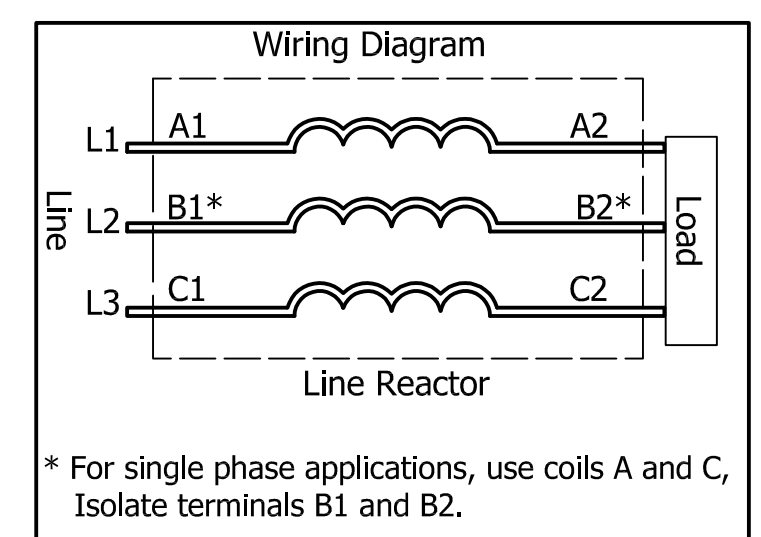 Wiring Diagram
L1 A1 A2
L2 B1* B2*
L3 C1 C2
Line
Load
Line Reactor
* For single phase applications, use coils A and C,
Isolate terminals B1 and B2.